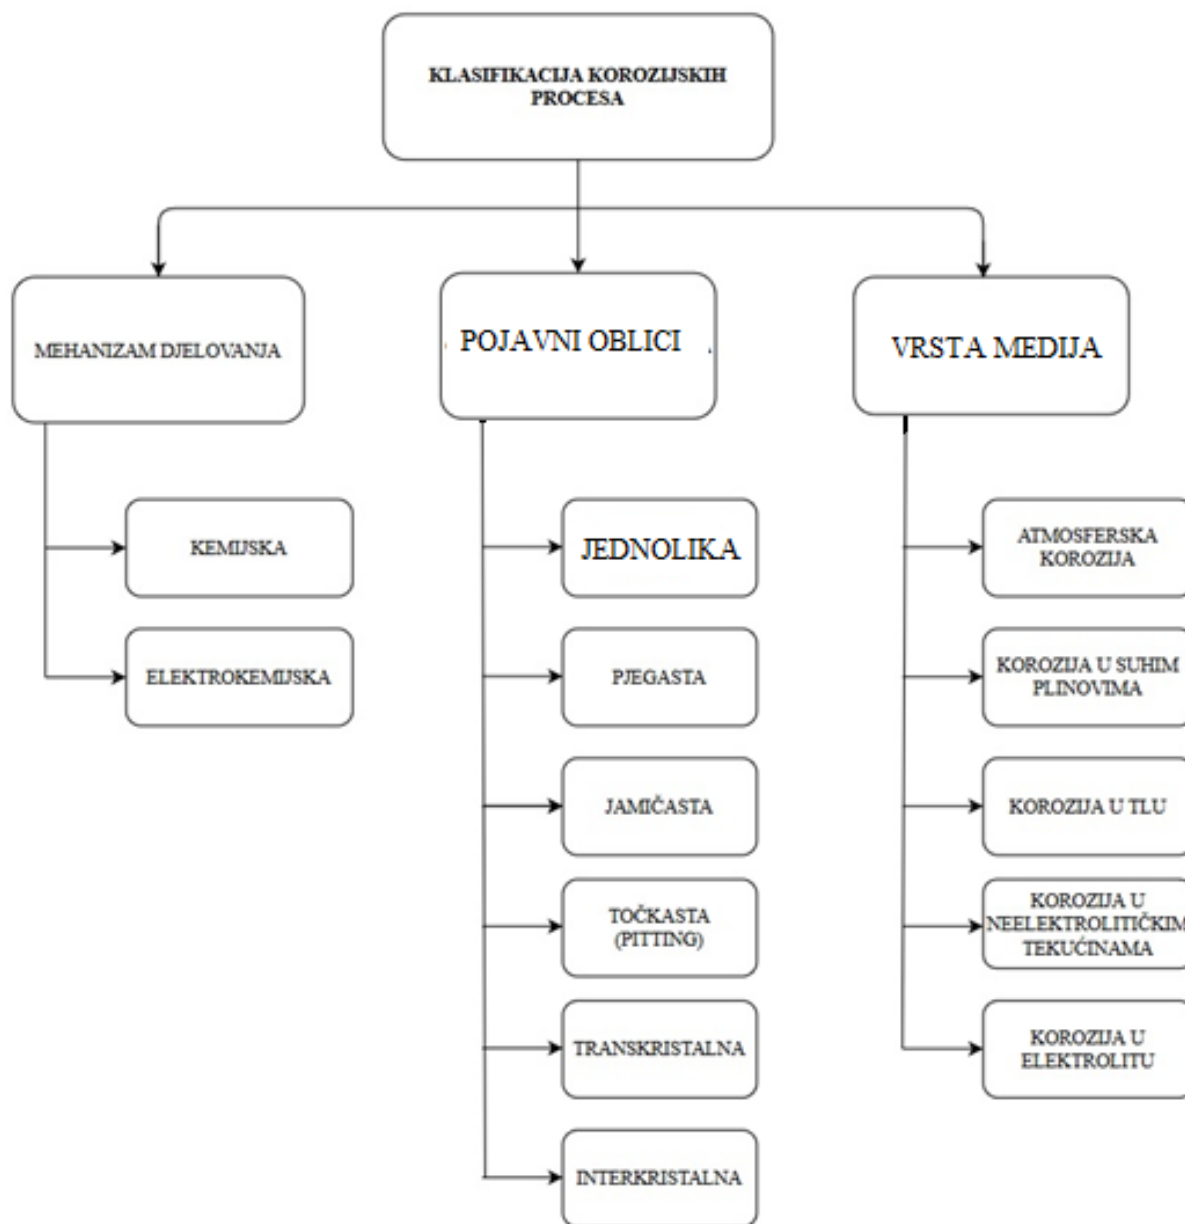 KLASIFIKACIJA KOROZIJSKIH
PROCESA
MEHANIZAM DJELOVANJA
POJAVNI OBLICI
VRSTA MEDIJA
KEMIJSKA
ELEKTROKEMIJSKA
JEDNOLIKA
PJEGASTA
JAMIČASTA
TOČKASTA
(PITTING)
TRANSKRISTALNA
INTERKRISTALNA
ATMOSFERSKA
KOROZIJA
KOROZIJA U SUHIM
PLINOVIMA
KOROZIJA U TLU
KOROZIJA U
NEELEKTROLITIČKIM
TEKUĆINAMA
KOROZIJA U
ELEKTROLITU